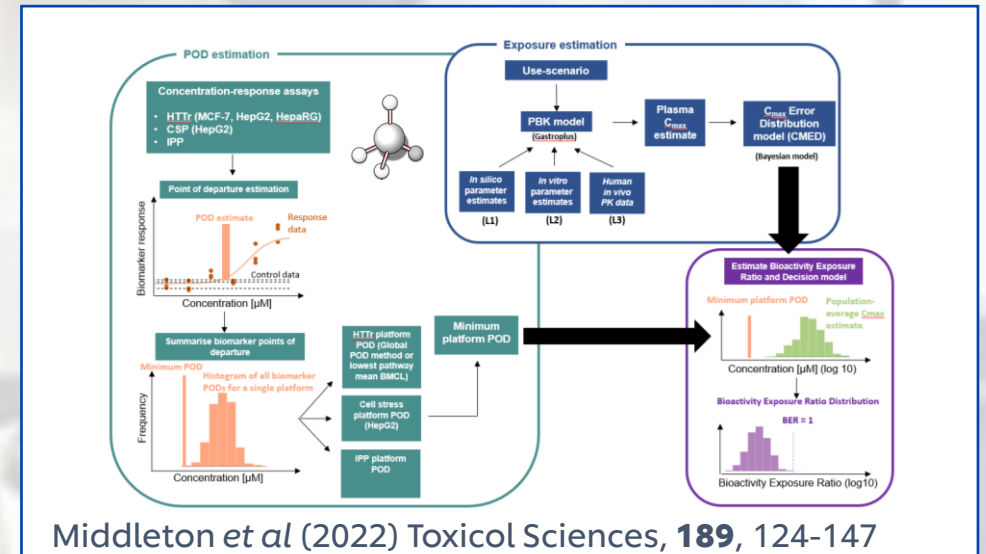 POD estimation
Concentration-response assays
• HTTr (MCF-7, HepG2, HepaRG)
• CSP (HepG2)
• IPP
Point of departure estimation
POD estimate
Response
data
Control data
Biomarker response
Concentration [µM]
Summarise biomarker points of
departure
Minimum POD
Histogram of all biomarker
PODs for a single platform
Frequency
Concentration [µM]
HTTr platform
POD (Global
POD method or
lowest pathway
mean BMCL)
Cell stress
platform POD
(HepG2)
IPP platform
POD
Minimum
platform POD
Exposure estimation
Use-scenario
PBK model
(Gastroplus)
In silico
parameter
estimates
(L1)
In vitro
parameter
estimates
(L2)
Human
in vivo
PK data
(L3)
Plasma
Cmax
estimate
Cmax Error
Distribution
model (CMED)
(Bayesian model)
Estimate Bioactivity Exposure
Ratio and Decision model
Minimum platform POD
Population-
average Cmax
estimate
Concentration [µM] (log 10)
Bioactivity Exposure Ratio Distribution
BER = 1
Bioactivity Exposure Ratio (log10)
Middleton et al (2022) Toxicol Sciences, 189, 124-147